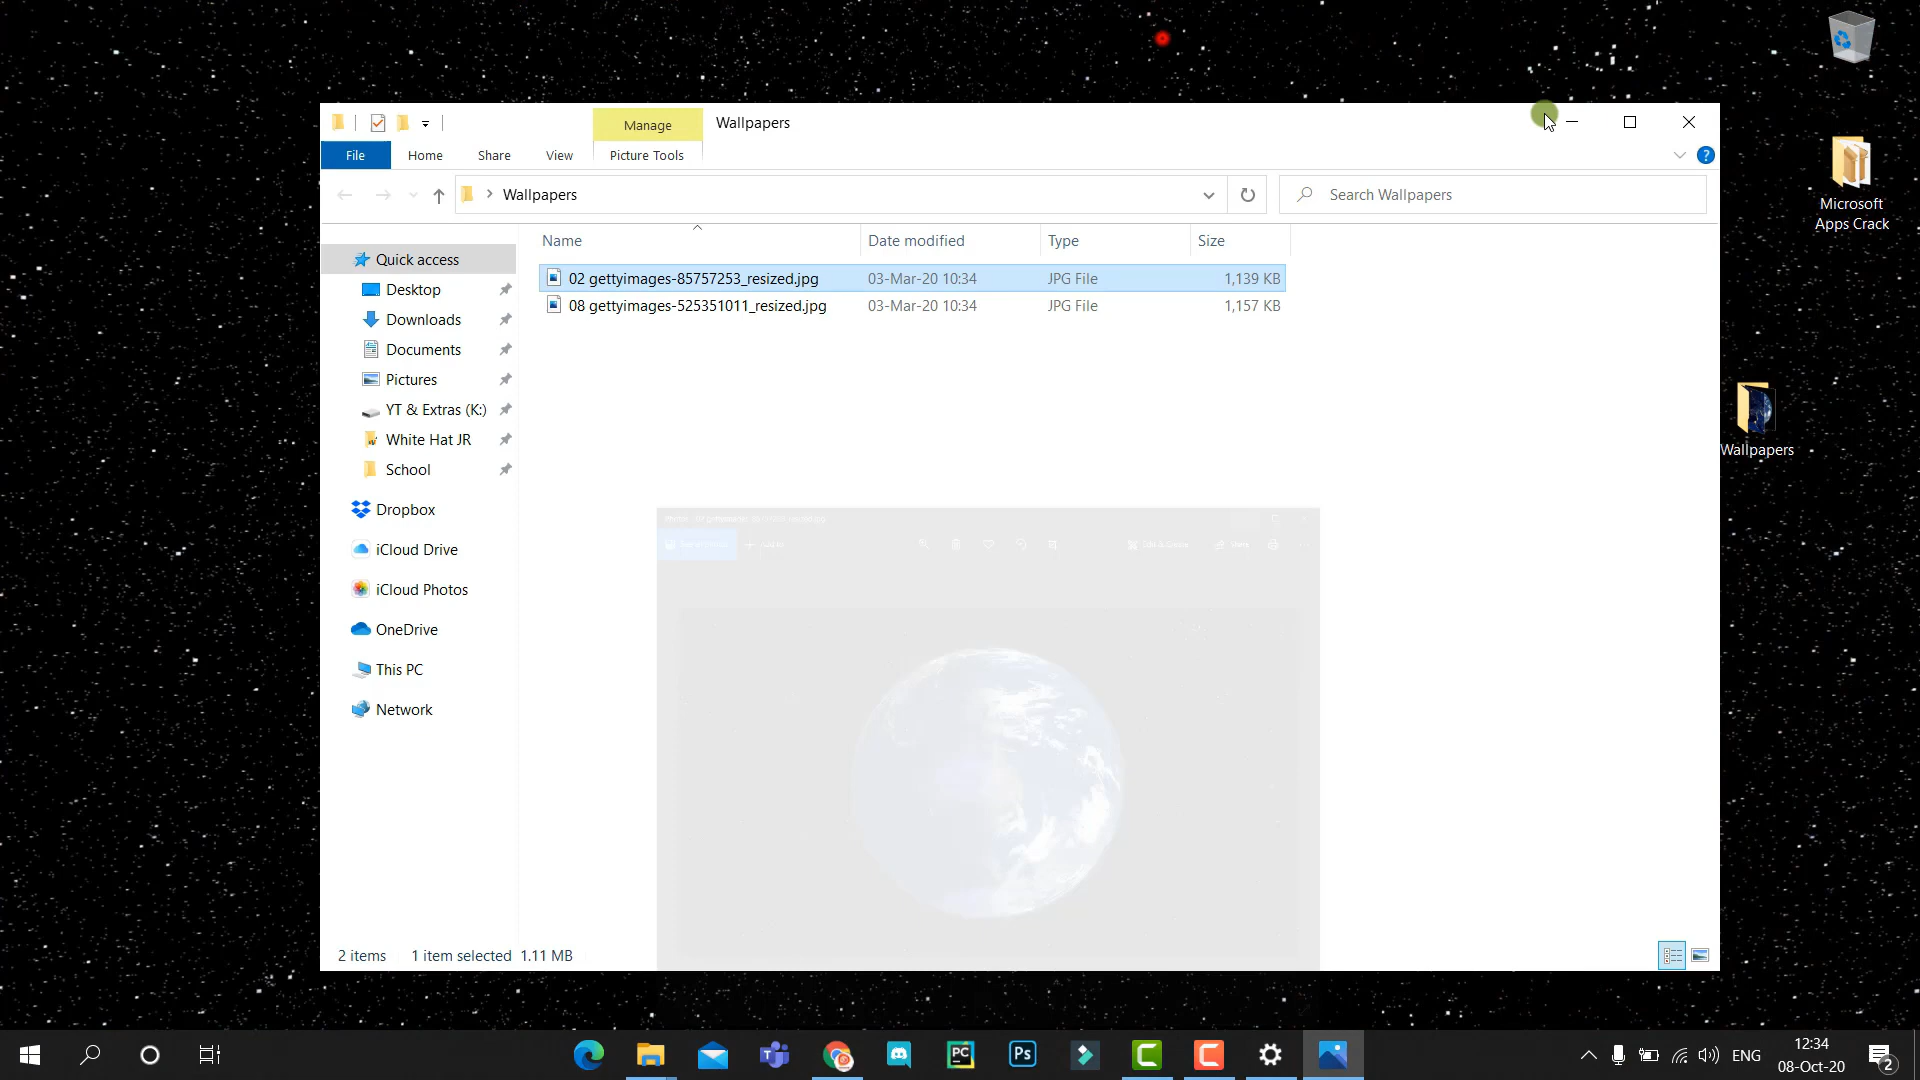 Manage
Wallpapers
File
Home
Share
View
Picture Tools
?
Wallpapers
Search Wallpapers
Name
Date modified
Type
Size
Quick access
02 gettyimages-85757253_resized.jpg
03-Mar-20 10:34
JPG File
1,139 KB
08 gettyimages-525351011_resized.jpg
03-Mar-20 10:34
JPG File
1,157 KB
Desktop
Downloads
Documents
Pictures
YT & Extras (K:)
White Hat JR
School
Dropbox
iCloud Drive
iCloud Photos
OneDrive
This PC
Network
2 items
1 item selected
1.11 MB
Microsoft
Apps Crack
Wallpapers
PC
Ps
ENG
12:34
08-Oct-20
2